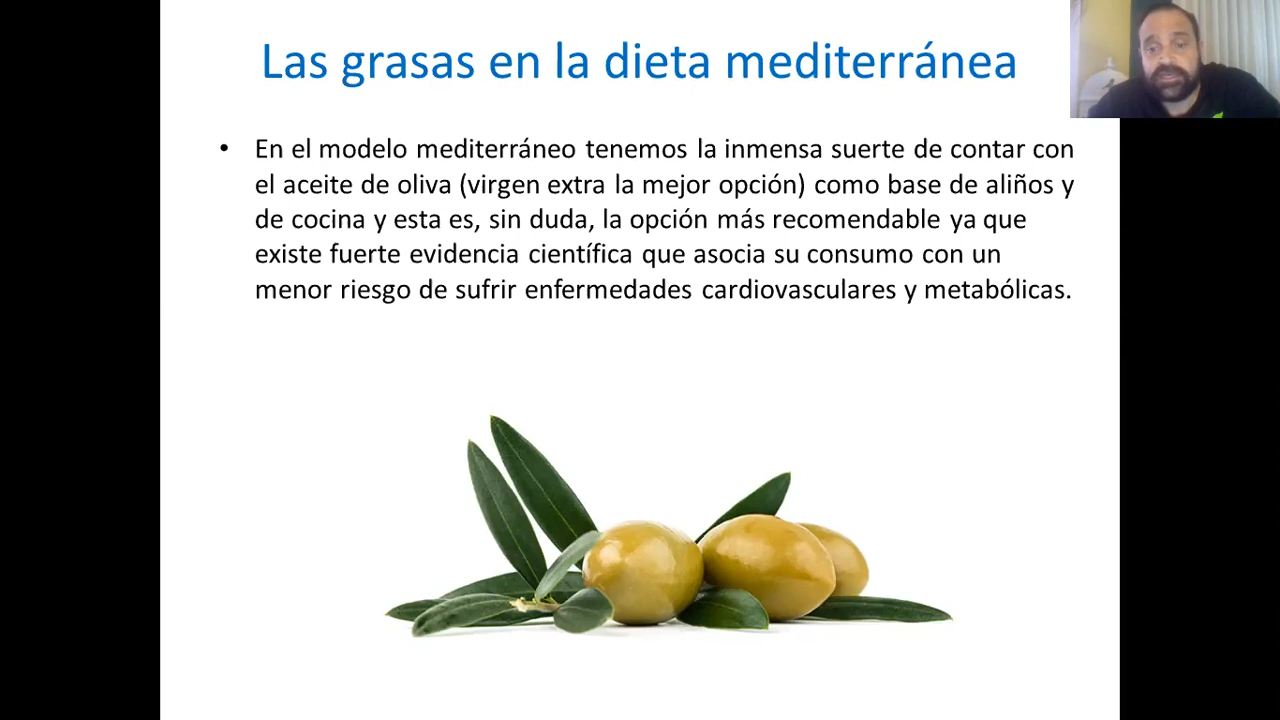 Las grasas en la dieta mediterránea
• En el modelo mediterráneo tenemos la inmensa suerte de contar con
el aceite de oliva (virgen extra la mejor opción) como base de aliños y
de cocina y esta es, sin duda, la opción más recomendable ya que
existe fuerte evidencia científica que asocia su consumo con un
menor riesgo de sufrir enfermedades cardiovasculares y metabólicas.